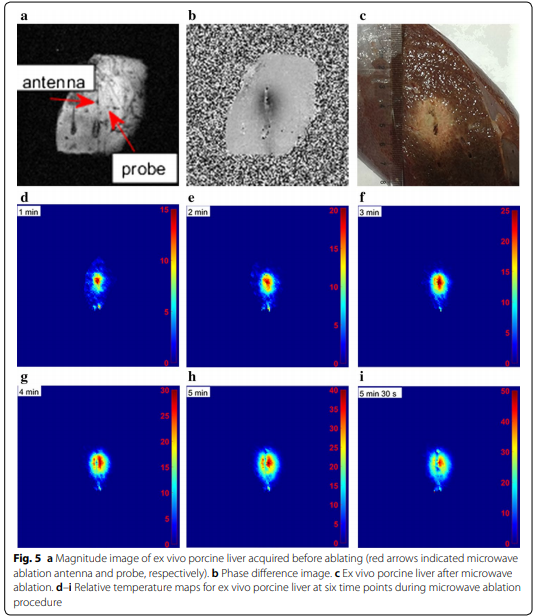 a
b
c
antenna
probe
d
e
f
1 min
2 min
3 min
15
10
5
0
20
15
10
5
0
25
20
15
10
5
0
g
h
i
4 min
5 min
5 min 30 s
30
25
20
15
10
5
0
40
35
30
25
20
15
10
5
0
50
40
30
20
10
0
Fig. 5 a Magnitude image of ex vivo porcine liver acquired before ablating (red arrows indicated microwave
ablation antenna and probe, respectively). b Phase difference image. c Ex vivo porcine liver after microwave
ablation. d–i Relative temperature maps for ex vivo porcine liver at six time points during microwave ablation
procedure